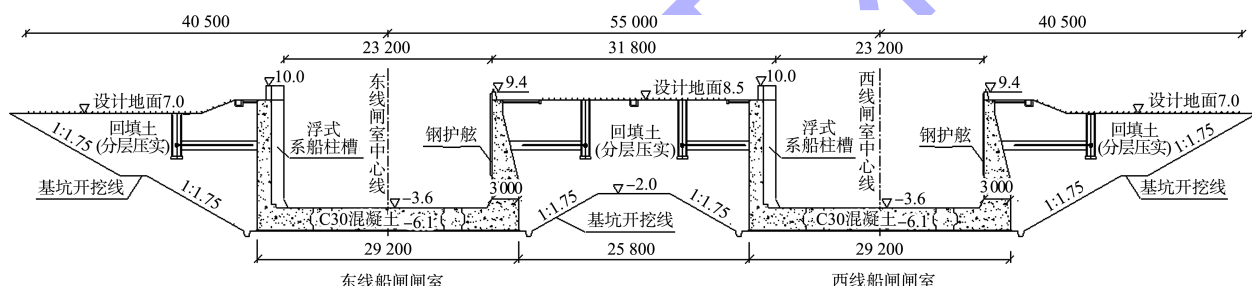 40 500
55 000
40 500
23 200
31 800
23 200
10.0
9.4
10.0
9.4
设计地面7.0
设计地面8.5
设计地面7.0
东线闸室中心线
西线闸室中心线
1:1.75
回填土
(分层压实)
浮式
系船柱槽
钢护舷
回填土
(分层压实)
浮式
系船柱槽
钢护舷
回填土
(分层压实)
1:1.75
基坑开挖线
1:1.75
3 000
1:1.75
-2.0
1:1.75
3 000
1:1.75
基坑开挖线
-3.6
-3.6
C30混凝土
-6.1
基坑开挖线
C30混凝土
-6.1
29 200
25 800
29 200
东线船闸闸室
西线船闸闸室